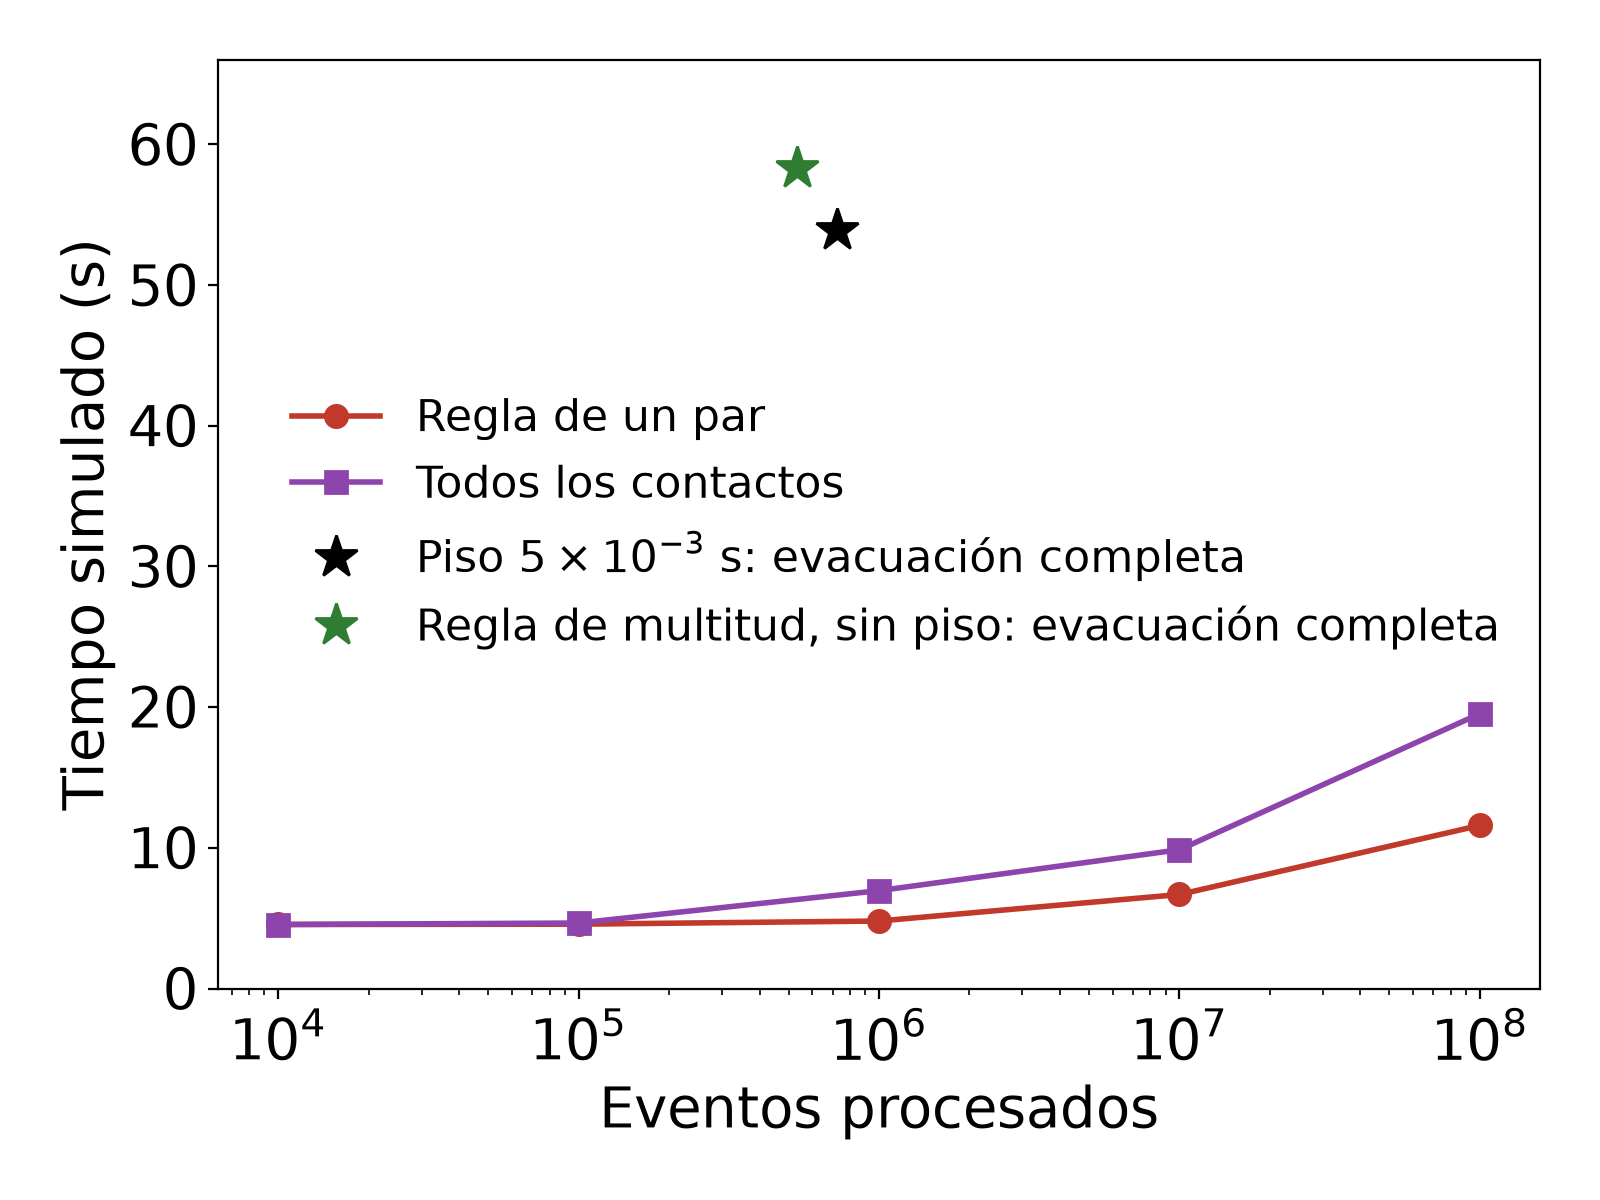 60
50
40
30
20
10
0
Tiempo simulado (s)
Regla de un par
Todos los contactos
Piso 5 × 10⁻³ s: evacuación completa
Regla de multitud, sin piso: evacuación completa
10⁴ 10⁵ 10⁶ 10⁷ 10⁸
Eventos procesados